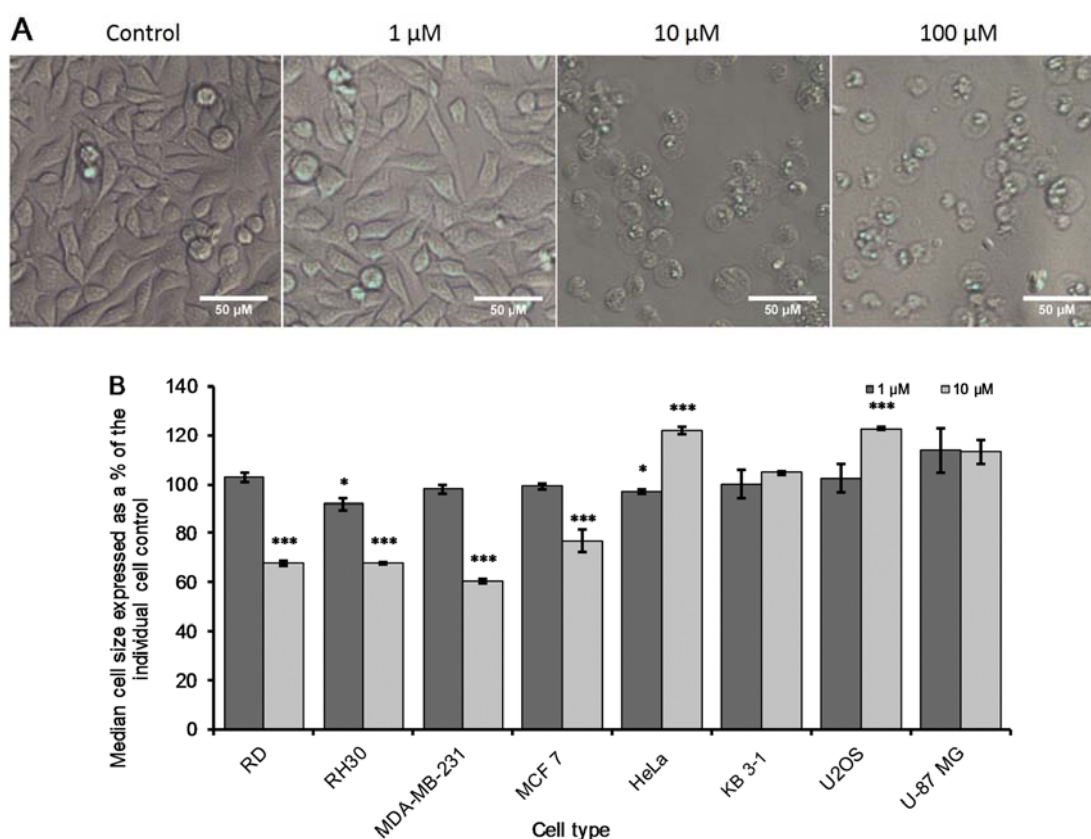 A Control 1 µM 10 µM 100 µM
50 µM 50 µM 50 µM 50 µM
B
Median cell size expressed as a % of the
individual cell control
140
120
100
80
60
40
20
0
1 µM 10 µM
*** *** * *** *** *** * ***
RD RH30 MDA-MB-231 MCF 7 HeLa KB 3-1 U2OS U-87 MG
Cell type